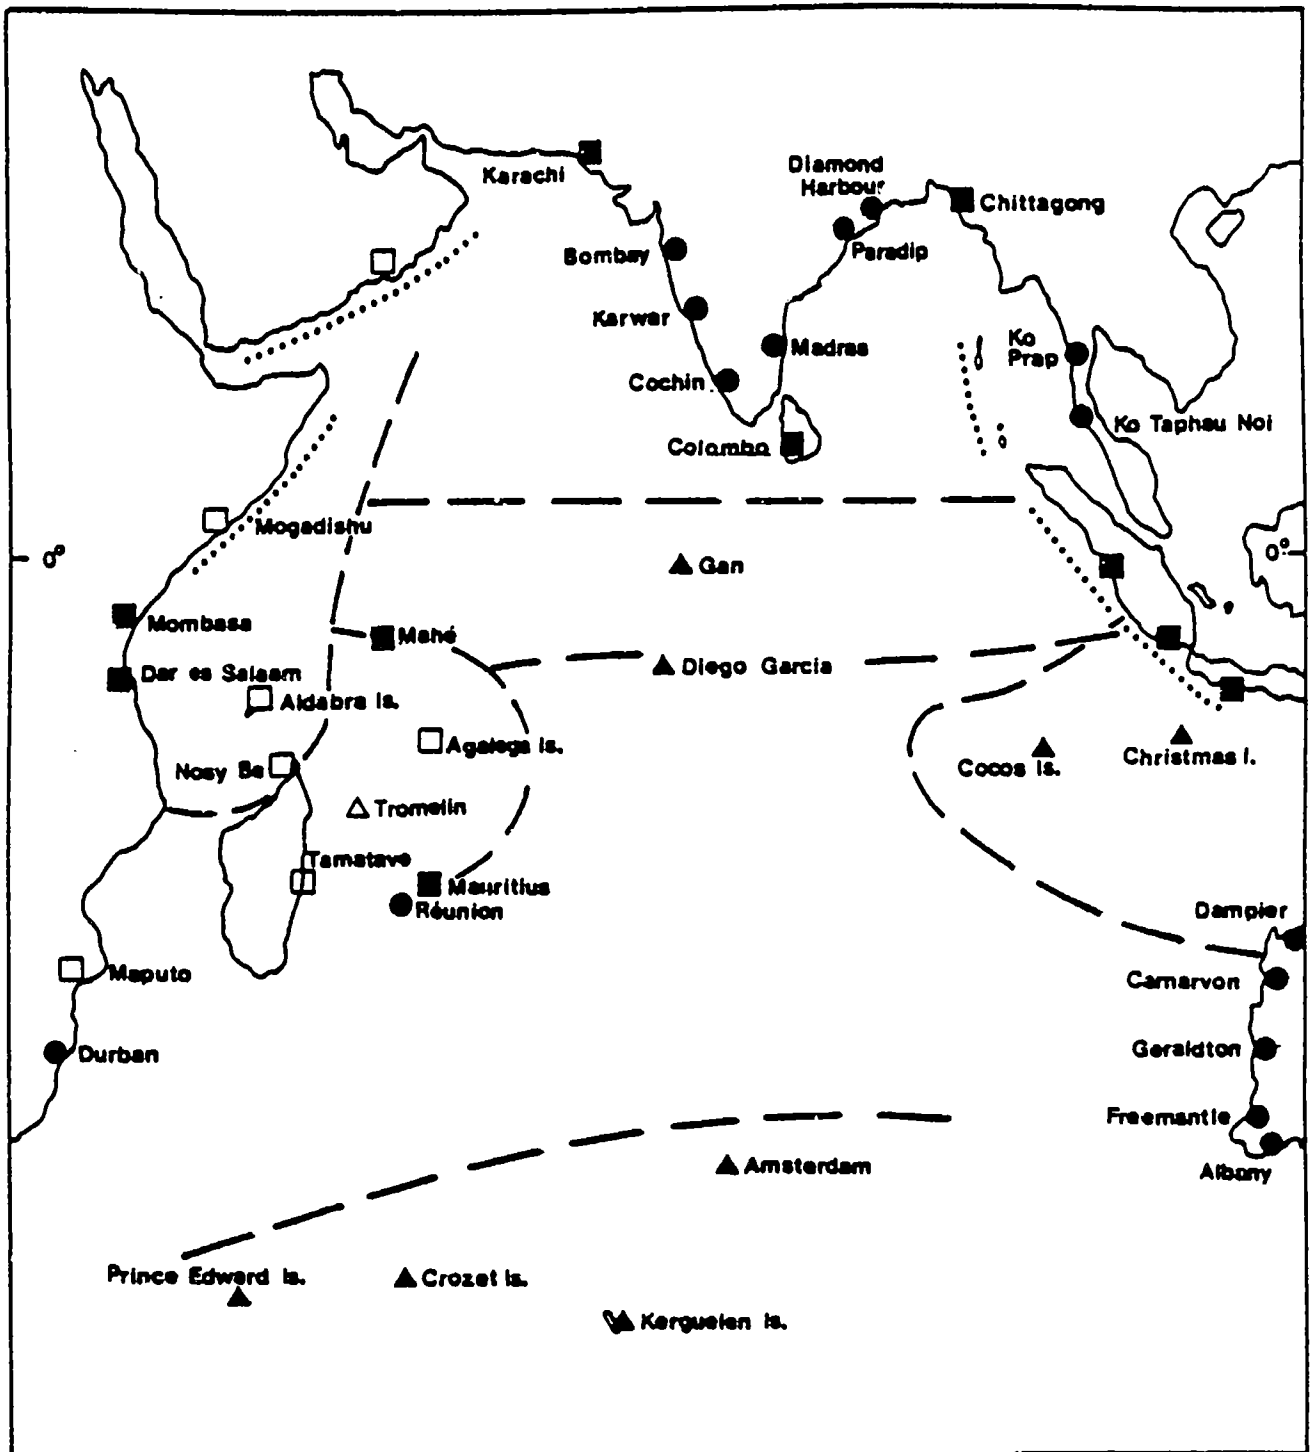 Diamond
Harbour
Karachi
Chittagong
Bombay
Paradip
Karwar
Madras
Ko
Prap
Cochin
Ko Taphau Noi
Colombo
Mogadishu
0°
0°
Gan
Mombasa
Mahé
Dar es Salaam
Diego Garcia
Aldabra Is.
Agalega Is.
Nosy Be
Cocos Is.
Christmas I.
Tromelin
Tamatave
Mauritius
Réunion
Dampier
Maputo
Carnarvon
Durban
Geraldton
Freemantle
Amsterdam
Albany
Prince Edward Is.
Crozet Is.
Kerguelen Is.